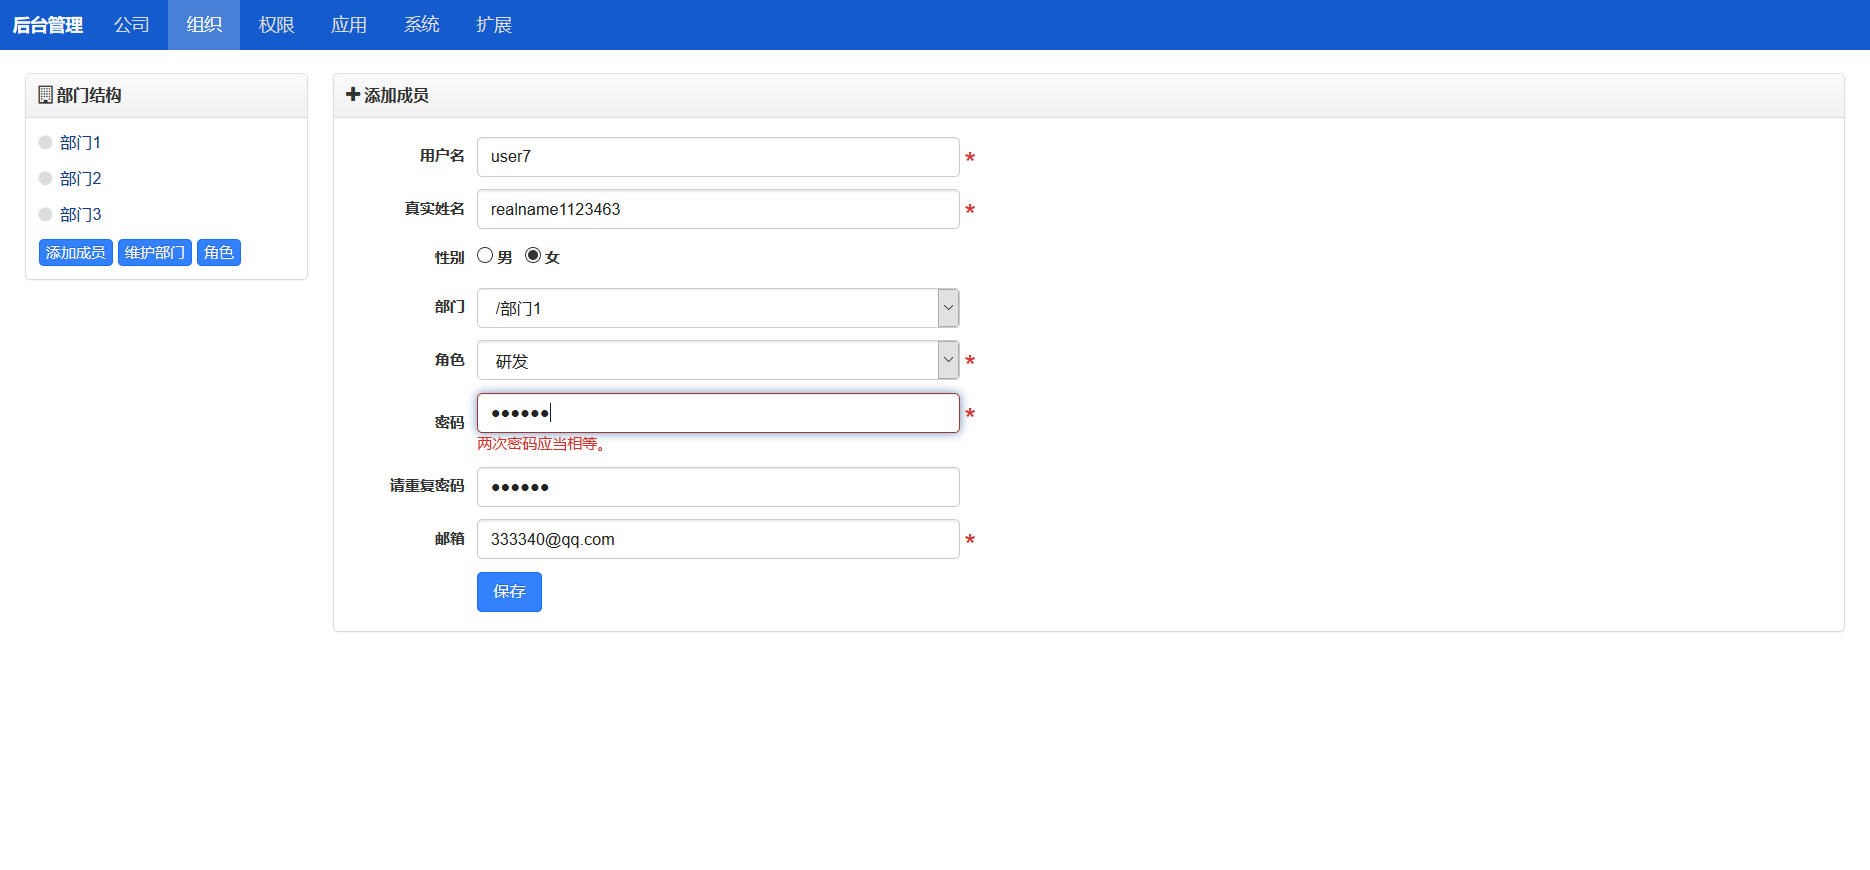 后台管理 公司 组织 权限 应用 系统 扩展
部门结构
部门1
部门2
部门3
添加成员 维护部门 角色
添加成员
用户名 user7 *
真实姓名 realname1123463 *
性别 男 女
部门 /部门1
角色 研发 *
密码 •••••• *
两次密码应当相等。
请重复密码 ••••••
邮箱 333340@qq.com *
保存